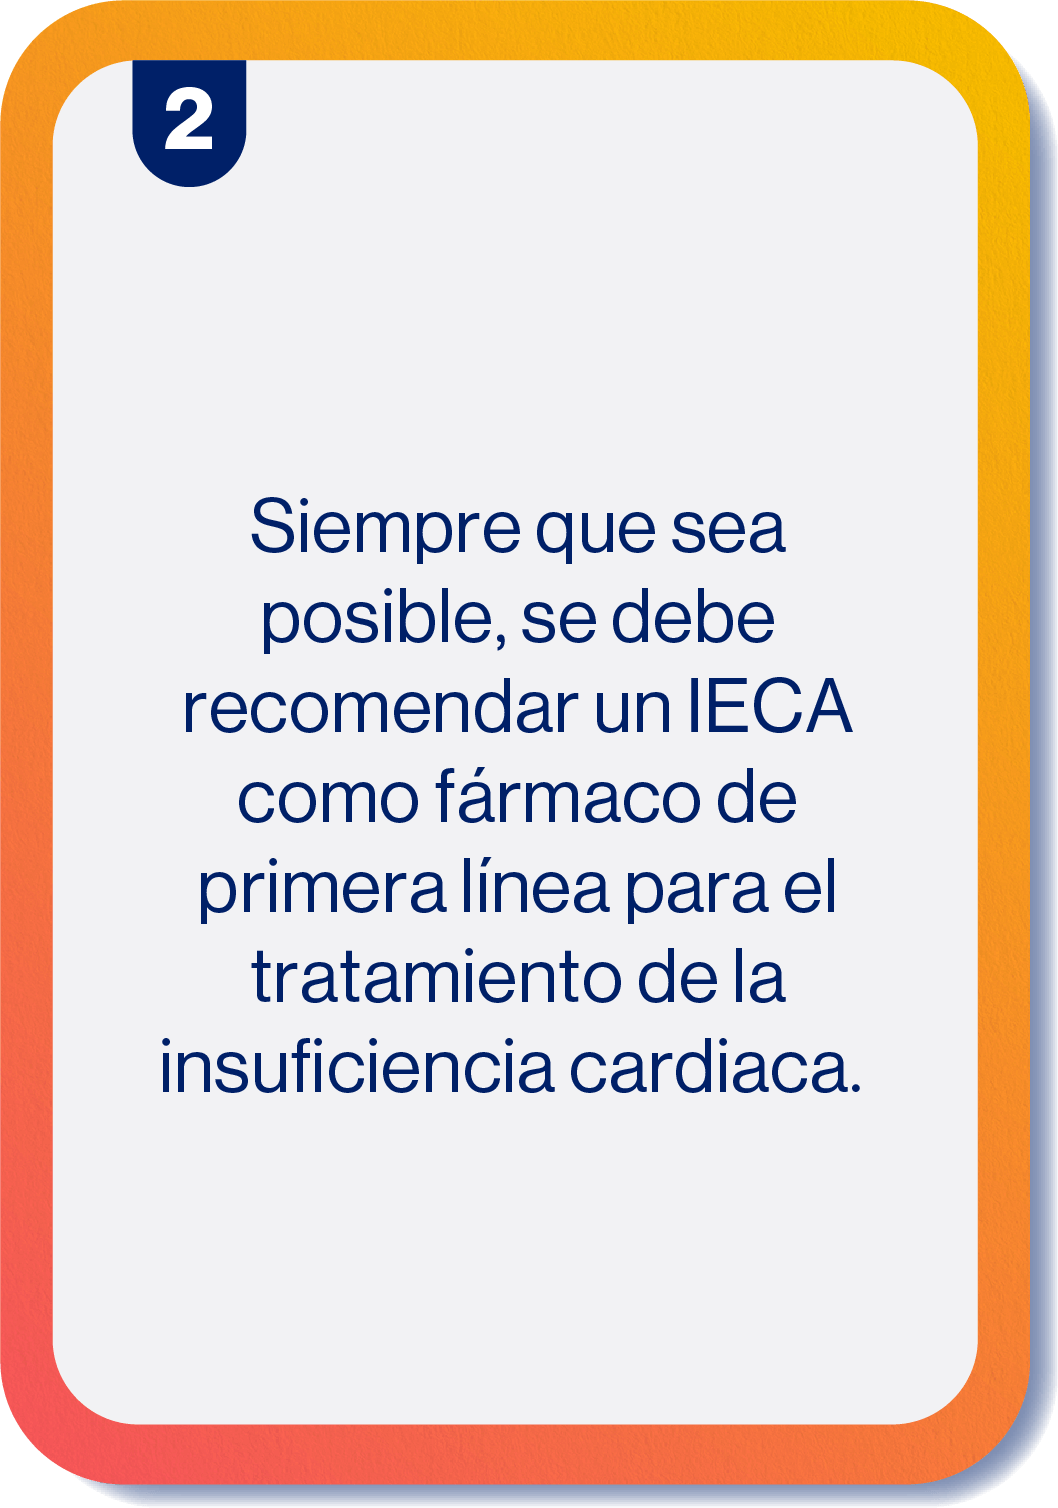 2
Siempre que sea
posible, se debe
recomendar un IECA
como fármaco de
primera línea para el
tratamiento de la
insuficiencia cardiaca.